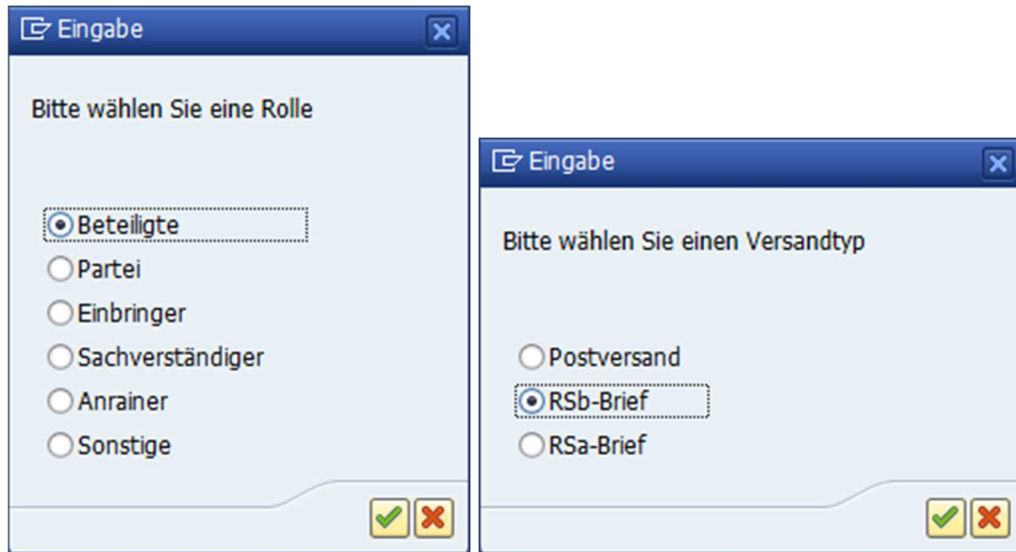 Eingabe
Bitte wählen Sie eine Rolle
Beteiligte
Partei
Einbringer
Sachverständiger
Anrainer
Sonstige
Eingabe
Bitte wählen Sie einen Versandtyp
Postversand
RSb-Brief
RSa-Brief